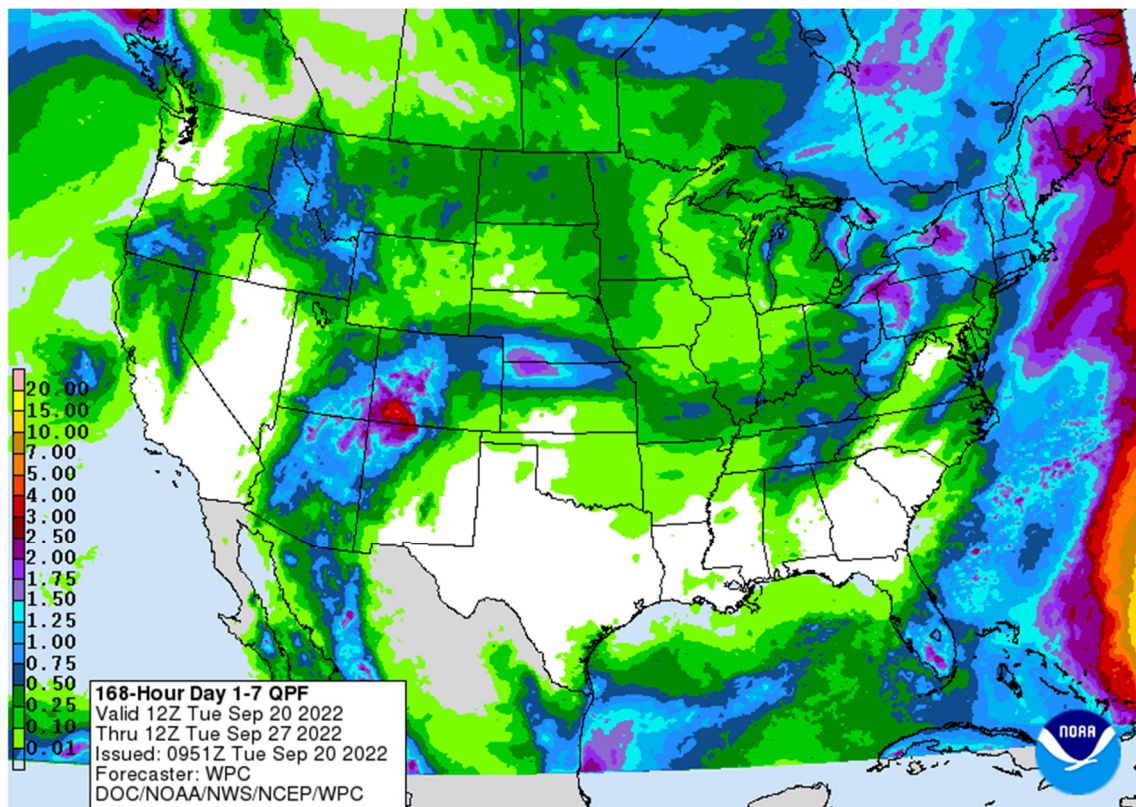 20.00
15.00
10.00
7.00
5.00
4.00
3.00
2.50
2.00
1.75
1.50
1.25
1.00
0.75
0.50
0.25
0.10
0.01
168-Hour Day 1-7 QPF
Valid 12Z Tue Sep 20 2022
Thru 12Z Tue Sep 27 2022
Issued: 0951Z Tue Sep 20 2022
Forecaster: WPC
DOC/NOAA/NWS/NCEP/WPC
NOAA